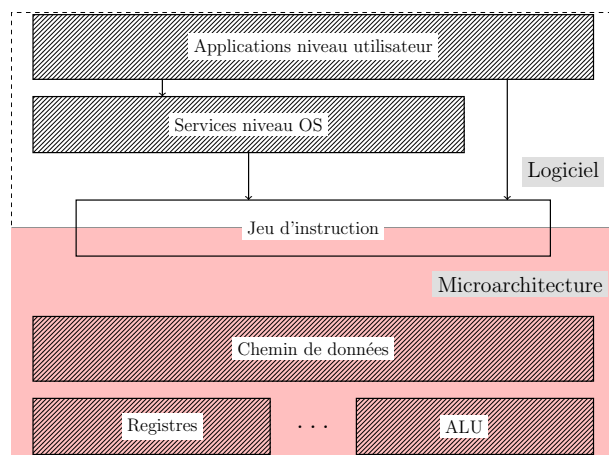 Applications niveau utilisateur
Services niveau OS
Logiciel
Jeu d'instruction
Microarchitecture
Chemin de données
Registres
. . .
ALU